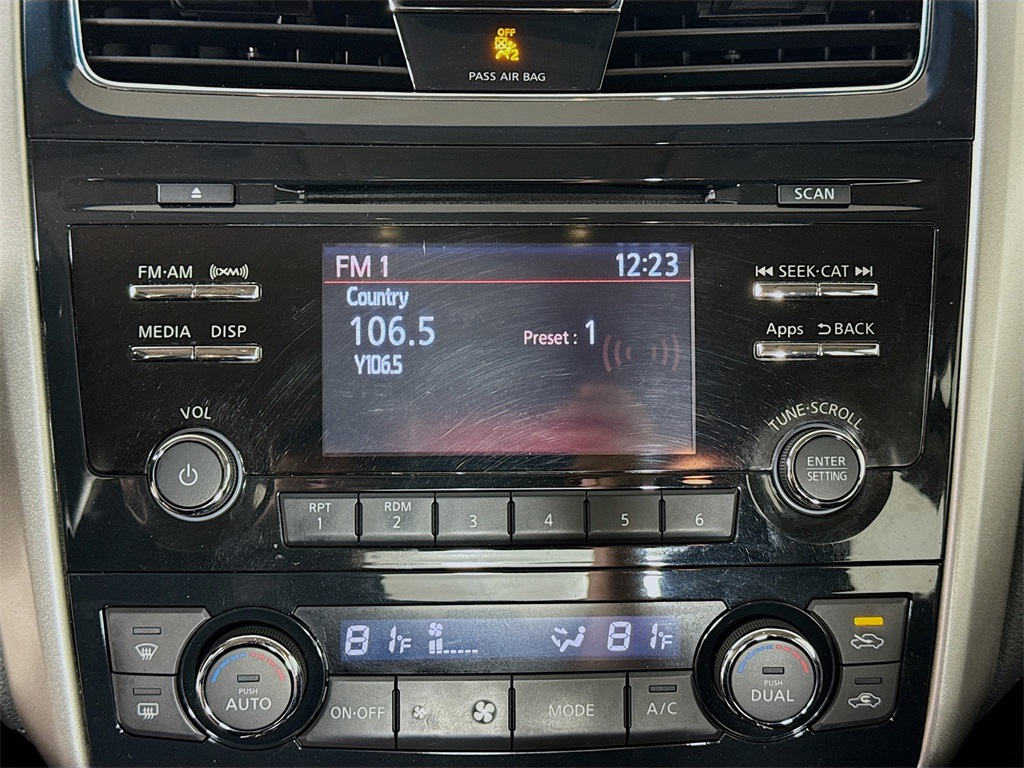 OFF
2
PASS AIR BAG
SCAN
FM·AM ((XM))
SEEK·CAT
MEDIA DISP
Apps BACK
FM 1 12:23
Country
106.5 Preset : 1
Y106.5
VOL
TUNE·SCROLL
ENTER
SETTING
RPT RDM
1 2 3 4 5 6
81°F 81°F
PUSH
AUTO
PUSH
DUAL
ON·OFF MODE A/C